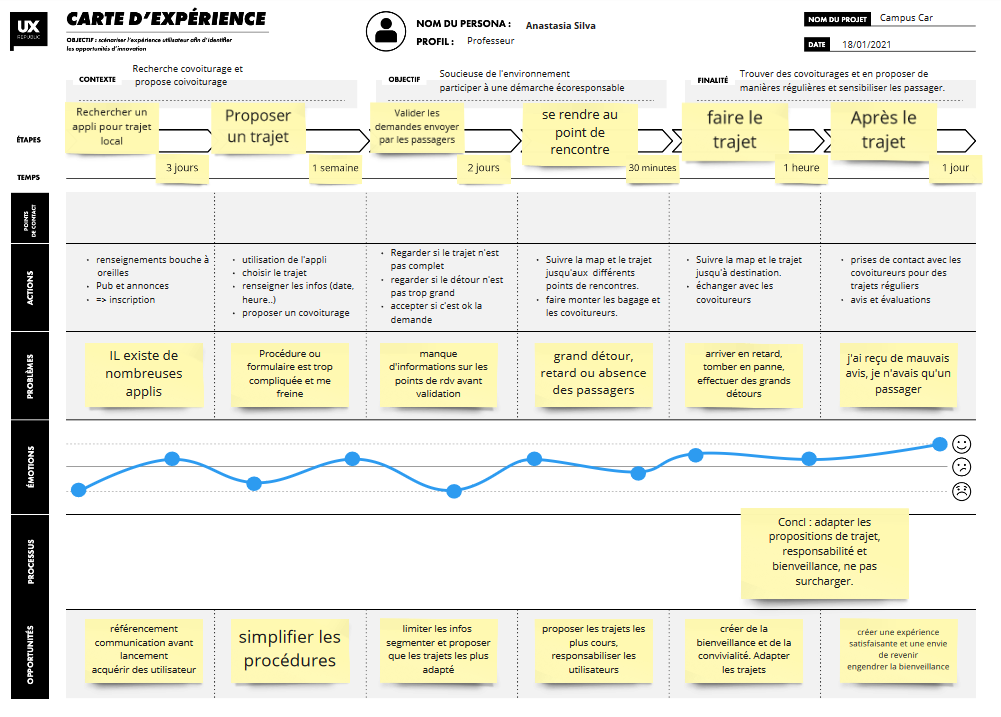 UX
REPUBLIC
CARTE D'EXPÉRIENCE
OBJECTIF : scénariser l'expérience utilisateur afin d'identifier
les opportunités d'innovation
NOM DU PERSONA :
Anastasia Silva
PROFIL :
Professeur
NOM DU PROJET
Campus Car
DATE
18/01/2021
CONTEXTE
Recherche covoiturage et
propose coivoiturage
OBJECTIF
Soucieuse de l'environnement
participer à une démarche écoresponsable
FINALITÉ
Trouver des covoiturages et en proposer de
manières régulières et sensibiliser les passager.
ÉTAPES
Rechercher un
appli pour trajet
local
Proposer
un trajet
Valider les
demandes envoyer
par les passagers
se rendre au
point de
rencontre
faire le
trajet
Après le
trajet
TEMPS
3 jours
1 semaine
2 jours
30 minutes
1 heure
1 jour
POINTS
DE CONTACT
ACTIONS
• renseignements bouche à
oreilles
• Pub et annonces
• => inscription
• utilisation de l'appli
• choisir le trajet
• renseigner les infos (date,
heure..)
• proposer un covoiturage
• Regarder si le trajet n'est
pas complet
• regarder si le détour n'est
pas trop grand
• accepter si c'est ok la
demande
• Suivre la map et le trajet
jusqu'aux différents
points de rencontres.
• faire monter les bagage et
les covoitureurs.
• Suivre la map et le trajet
jusqu'à destination.
• échanger avec les
covoitureurs
• prises de contact avec les
covoitureurs pour des
trajets réguliers
• avis et évaluations
PROBLÈMES
IL existe de
nombreuses
applis
Procédure ou
formulaire est trop
compliquée et me
freine
manque
d'informations sur les
points de rdv avant
validation
grand détour,
retard ou absence
des passagers
arriver en retard,
tomber en panne,
effectuer des grands
détours
j'ai reçu de mauvais
avis, je n'avais qu'un
passager
ÉMOTIONS
PROCESSUS
Concl : adapter les
propositions de trajet,
responsabilité et
bienveillance, ne pas
surcharger.
OPPORTUNITÉS
référencement
communication avant
lancement
acquérir des utilisateur
simplifier les
procédures
limiter les infos
segmenter et proposer
que les trajets les plus
adapté
proposer les trajets les
plus cours,
responsabiliser les
utilisateurs
créer de la
bienveillance et de la
convivialité. Adapter
les trajets
créer une expérience
satisfaisante et une envie
de revenir
engendrer la bienveillance